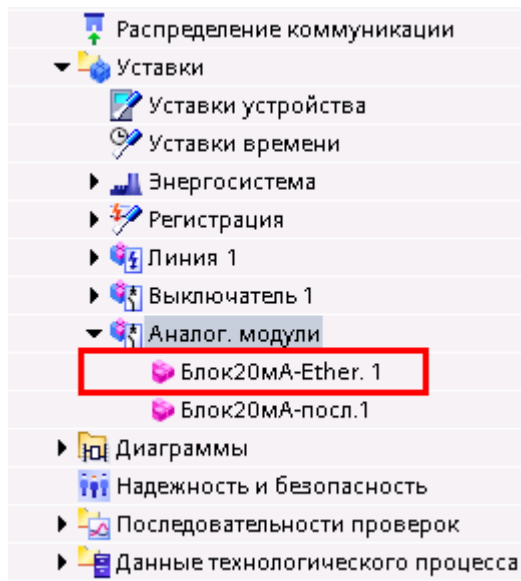 Распределение коммуникации
Уставки
Уставки устройства
Уставки времени
Энергосистема
Регистрация
Линия 1
Выключатель 1
Аналог. модули
Блок20мА-Ether. 1
Блок20мА-посл.1
Диаграммы
Надежность и безопасность
Последовательности проверок
Данные технологического процесса